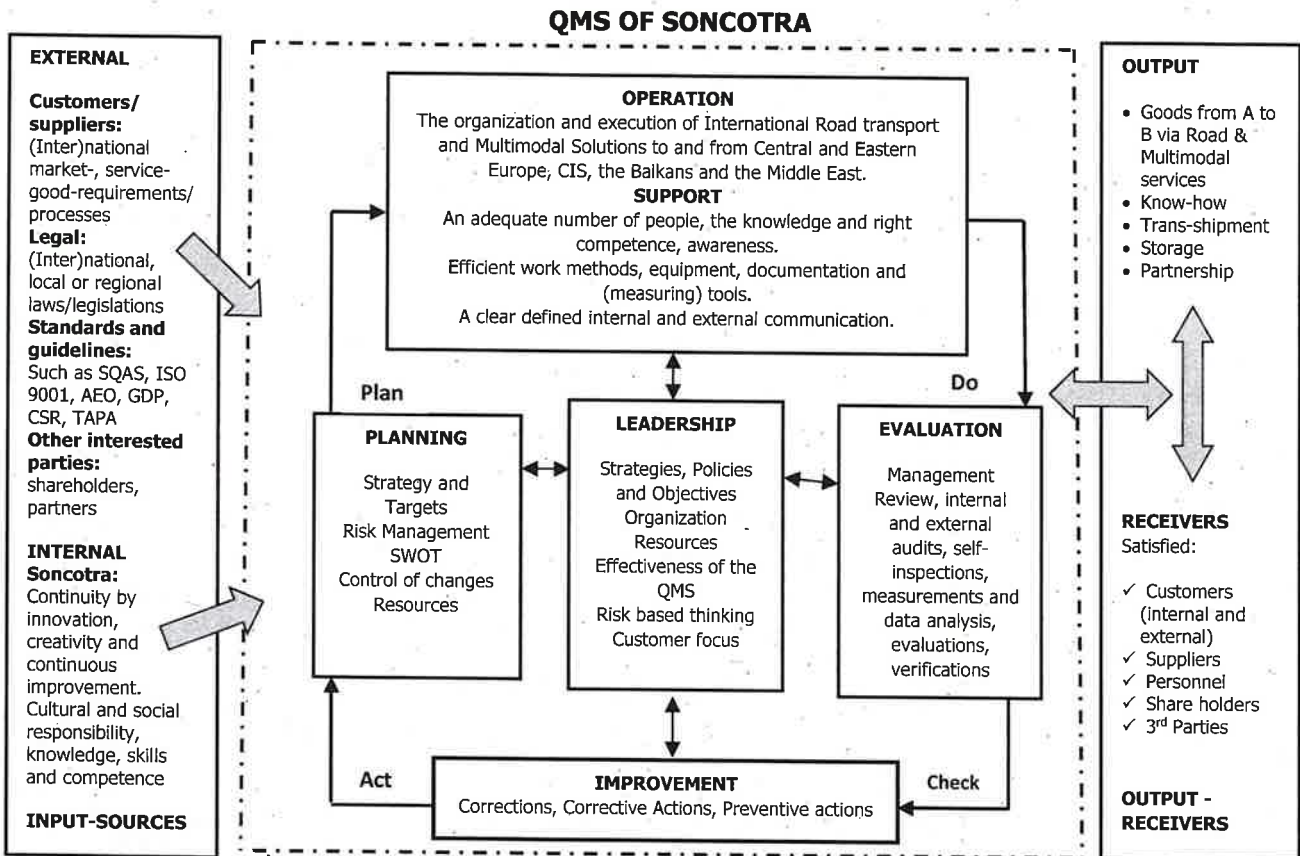 QMS OF SONCOTRA
EXTERNAL
Customers/
suppliers:
(Inter)national
market-, service-
good-requirements/
processes
Legal:
(Inter)national,
local or regional
laws/legislations
Standards and
guidelines:
Such as SQAS, ISO
9001, AEO, GDP,
CSR, TAPA
Other interested
parties:
shareholders,
partners
INTERNAL
Soncotra:
Continuity by
innovation,
creativity and
continuous
improvement.
Cultural and social
responsibility,
knowledge, skills
and competence
INPUT-SOURCES
OPERATION
The organization and execution of International Road transport
and Multimodal Solutions to and from Central and Eastern
Europe, CIS, the Balkans and the Middle East.
SUPPORT
An adequate number of people, the knowledge and right
competence, awareness.
Efficient work methods, equipment, documentation and
(measuring) tools.
A clear defined internal and external communication.
Plan
Do
PLANNING
Strategy and
Targets
Risk Management
SWOT
Control of changes
Resources
LEADERSHIP
Strategies, Policies
and Objectives
Organization
Resources
Effectiveness of the
QMS
Risk based thinking
Customer focus
EVALUATION
Management
Review, internal
and external
audits, self-
inspections,
measurements and
data analysis,
evaluations,
verifications
Act
Check
IMPROVEMENT
Corrections, Corrective Actions, Preventive actions
OUTPUT
• Goods from A to
B via Road &
Multimodal
services
• Know-how
• Trans-shipment
• Storage
• Partnership
RECEIVERS
Satisfied:
✓ Customers
(internal and
external)
✓ Suppliers
✓ Personnel
✓ Share holders
✓ 3rd Parties
OUTPUT -
RECEIVERS